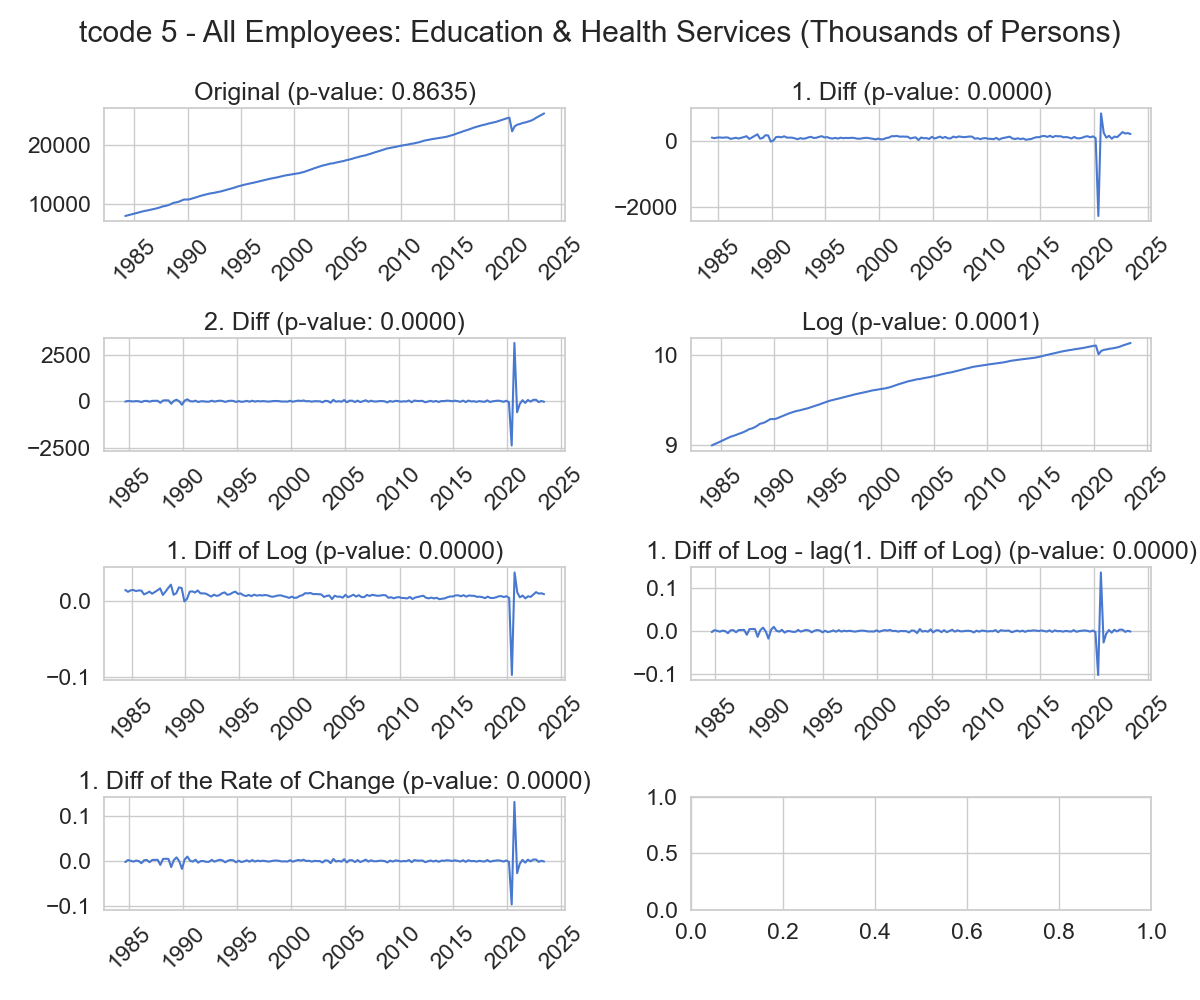 tcode 5 - All Employees: Education & Health Services (Thousands of Persons)
Original (p-value: 0.8635)
20000
10000
1985 1990 1995 2000 2005 2010 2015 2020 2025
1. Diff (p-value: 0.0000)
0
−2000
1985 1990 1995 2000 2005 2010 2015 2020 2025
2. Diff (p-value: 0.0000)
2500
0
−2500
1985 1990 1995 2000 2005 2010 2015 2020 2025
Log (p-value: 0.0001)
10
9
1985 1990 1995 2000 2005 2010 2015 2020 2025
1. Diff of Log (p-value: 0.0000)
0.0
−0.1
1985 1990 1995 2000 2005 2010 2015 2020 2025
1. Diff of Log - lag(1. Diff of Log) (p-value: 0.0000)
0.1
0.0
−0.1
1985 1990 1995 2000 2005 2010 2015 2020 2025
1. Diff of the Rate of Change (p-value: 0.0000)
0.1
0.0
−0.1
1985 1990 1995 2000 2005 2010 2015 2020 2025
1.0
0.5
0.0
0.0 0.2 0.4 0.6 0.8 1.0